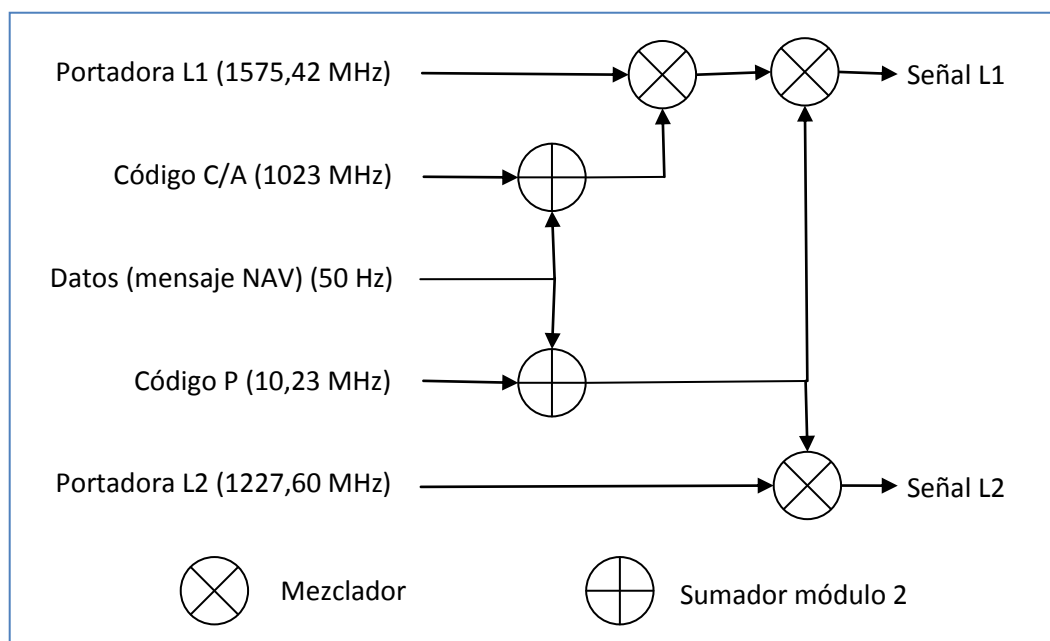 Portadora L1 (1575,42 MHz)
Señal L1
Código C/A (1023 MHz)
Datos (mensaje NAV) (50 Hz)
Código P (10,23 MHz)
Portadora L2 (1227,60 MHz)
Señal L2
Mezclador
Sumador módulo 2